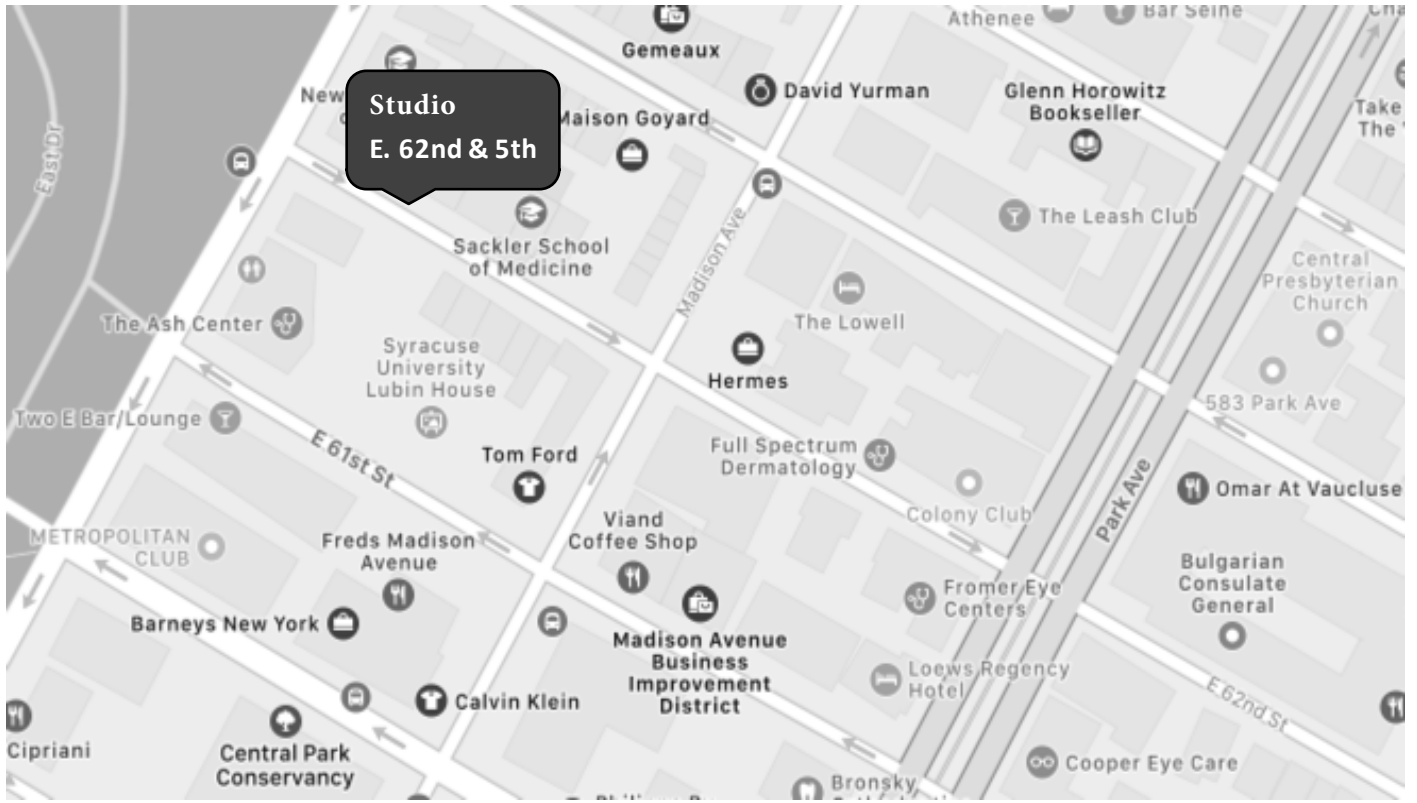 Athenee
Bar Seine
Gemeaux
David Yurman
Glenn Horowitz
Bookseller
New
Studio
E. 62nd & 5th
Maison Goyard
Take
The
East Dr
The Leash Club
Sackler School
of Medicine
Madison Ave
Central
Presbyterian
Church
The Ash Center
The Lowell
Syracuse
University
Lubin House
Hermes
583 Park Ave
Two E Bar/Lounge
E 61st St
Tom Ford
Full Spectrum
Dermatology
Park Ave
Omar At Vaucluse
Colony Club
METROPOLITAN
CLUB
Freds Madison
Avenue
Viand
Coffee Shop
Bulgarian
Consulate
General
Fromer Eye
Centers
Barneys New York
Madison Avenue
Business
Improvement
District
Loews Regency
Hotel
E 62nd St
Calvin Klein
Cipriani
Central Park
Conservancy
Cooper Eye Care
Bronsky